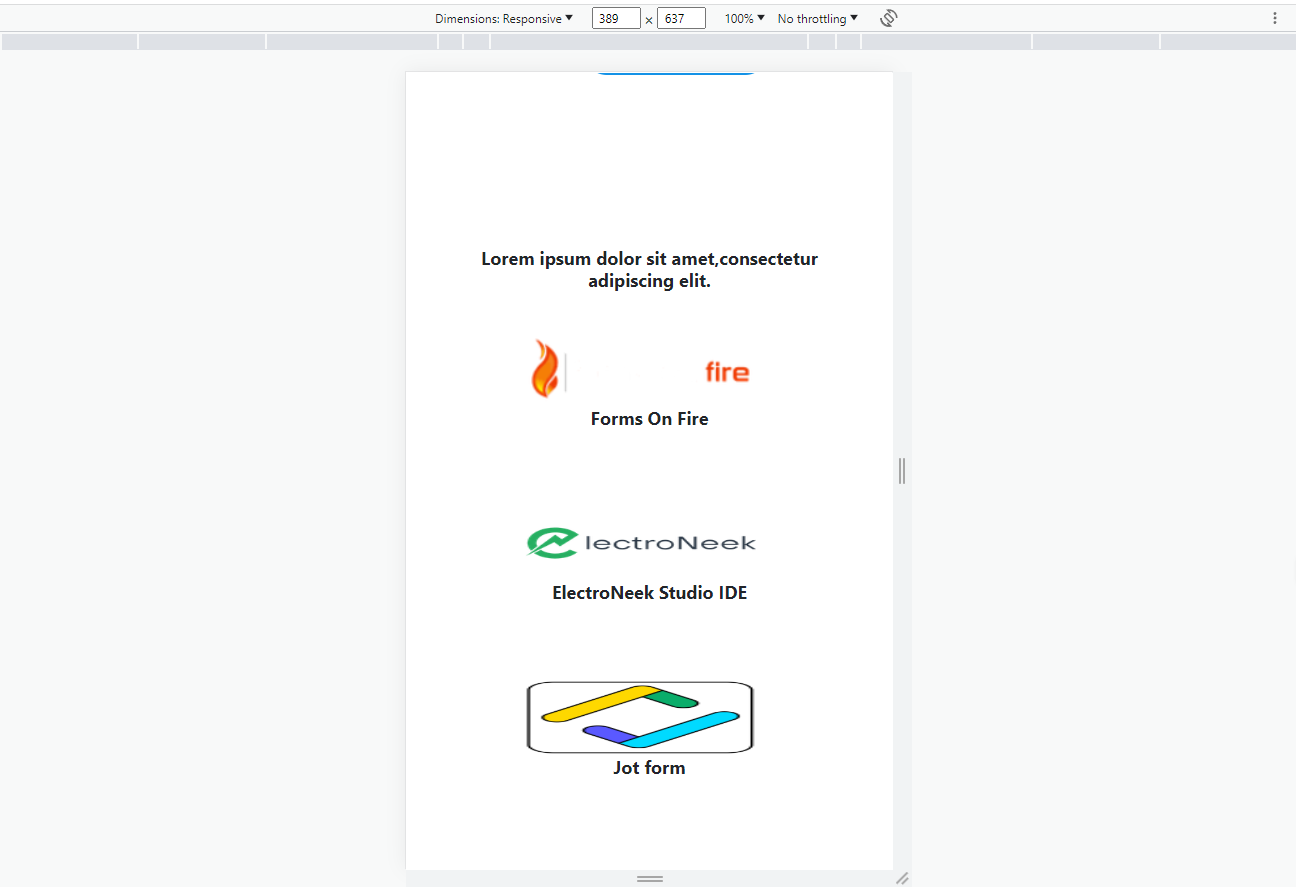 Dimensions: Responsive 389 × 637 100% No throttling
Lorem ipsum dolor sit amet,consectetur
adipiscing elit.
fire
Forms On Fire
lectroNeek
ElectroNeek Studio IDE
Jot form